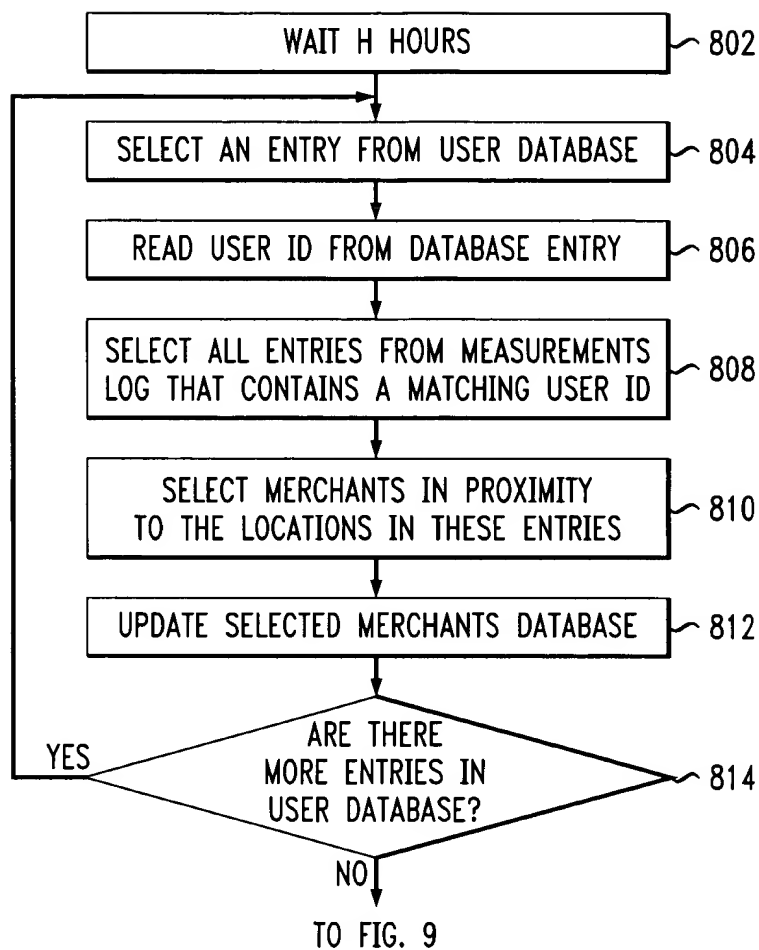 WAIT H HOURS
802
SELECT AN ENTRY FROM USER DATABASE
804
READ USER ID FROM DATABASE ENTRY
806
SELECT ALL ENTRIES FROM MEASUREMENTS
LOG THAT CONTAINS A MATCHING USER ID
808
SELECT MERCHANTS IN PROXIMITY
TO THE LOCATIONS IN THESE ENTRIES
810
UPDATE SELECTED MERCHANTS DATABASE
812
ARE THERE
MORE ENTRIES IN
USER DATABASE?
814
YES
NO
TO FIG. 9